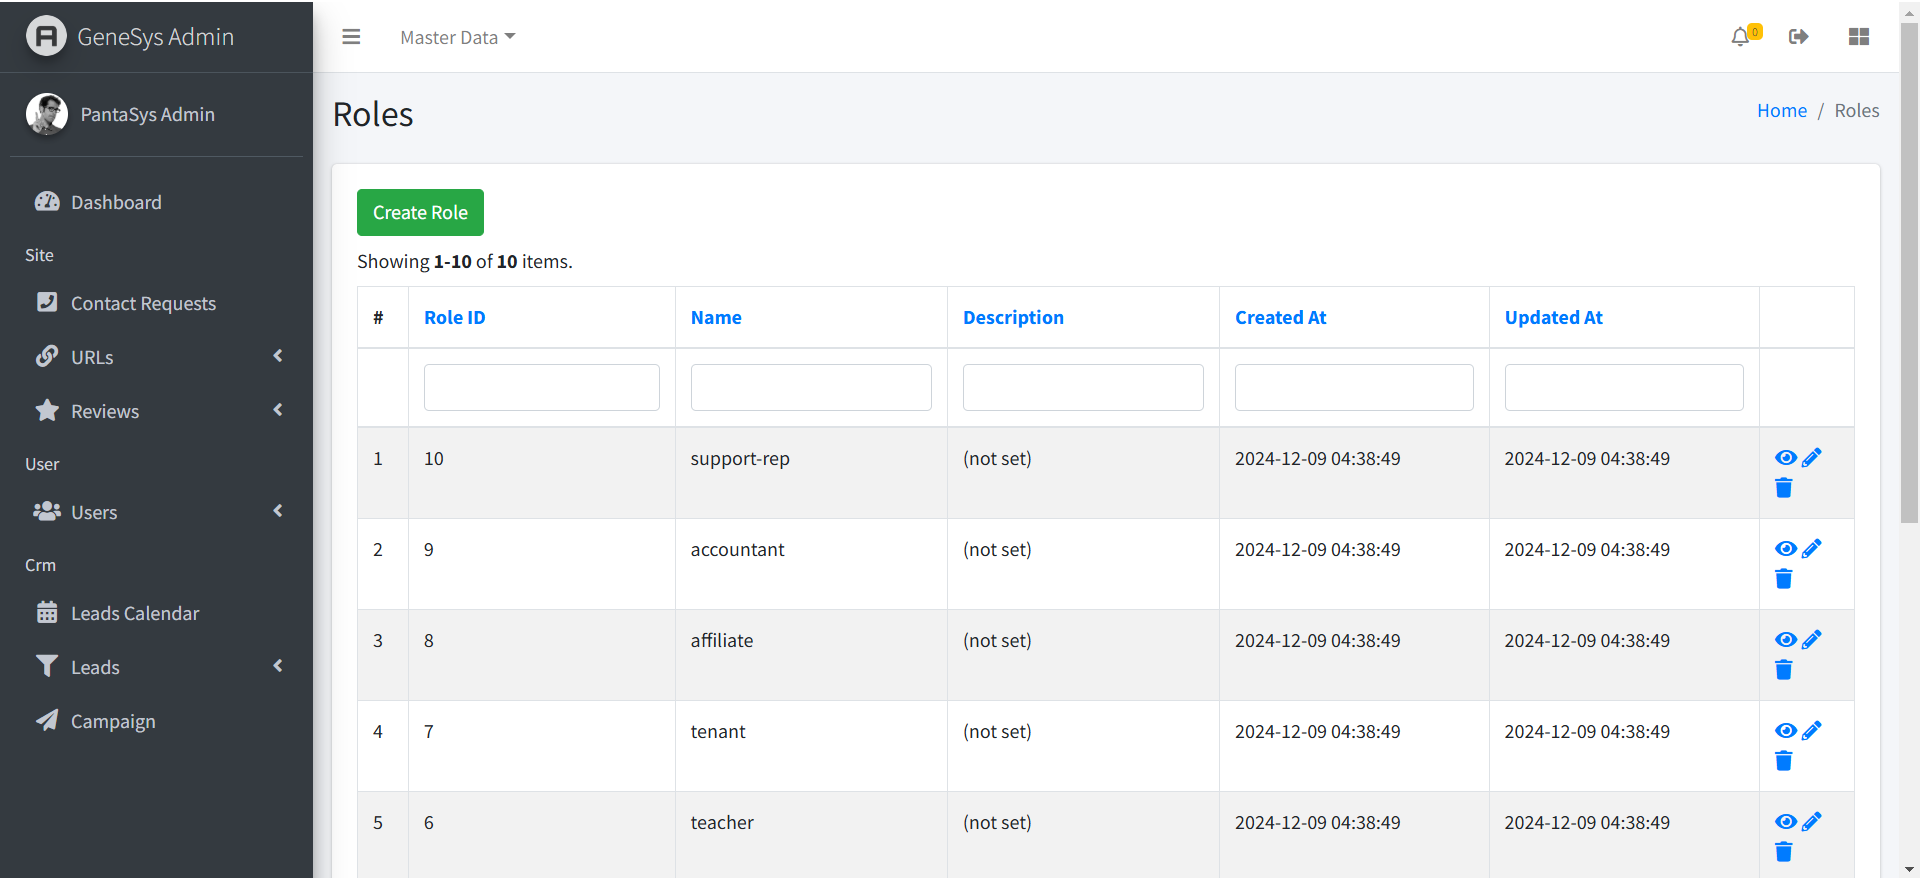 GeneSys Admin
Master Data
0
PantaSys Admin
Roles
Home / Roles
Dashboard
Site
Contact Requests
URLs
Reviews
User
Users
Crm
Leads Calendar
Leads
Campaign
Create Role
Showing 1-10 of 10 items.
# Role ID Name Description Created At Updated At
1 10 support-rep (not set) 2024-12-09 04:38:49 2024-12-09 04:38:49
2 9 accountant (not set) 2024-12-09 04:38:49 2024-12-09 04:38:49
3 8 affiliate (not set) 2024-12-09 04:38:49 2024-12-09 04:38:49
4 7 tenant (not set) 2024-12-09 04:38:49 2024-12-09 04:38:49
5 6 teacher (not set) 2024-12-09 04:38:49 2024-12-09 04:38:49